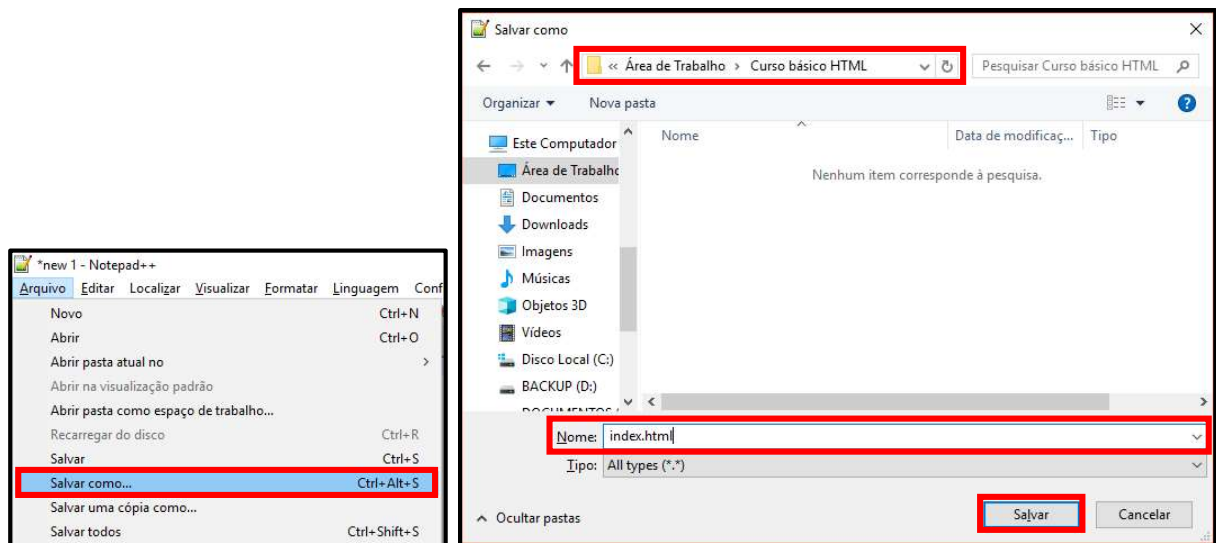 *new 1 - Notepad++
Arquivo Editar Localizar Visualizar Formatar Linguagem Conf
Novo Ctrl+N
Abrir Ctrl+O
Abrir pasta atual no >
Abrir na visualização padrão
Abrir pasta como espaço de trabalho...
Recarregar do disco Ctrl+R
Salvar Ctrl+S
Salvar como... Ctrl+Alt+S
Salvar uma cópia como...
Salvar todos Ctrl+Shift+S
Salvar como
« Área de Trabalho > Curso básico HTML
Pesquisar Curso básico HTML
Organizar Nova pasta
Nome Data de modificaç... Tipo
Nenhum item corresponde à pesquisa.
Este Computador
Área de Trabalho
Documentos
Downloads
Imagens
Músicas
Objetos 3D
Vídeos
Disco Local (C:)
BACKUP (D:)
Nome: index.html
Tipo: All types (*.*)
Ocultar pastas
Salvar Cancelar